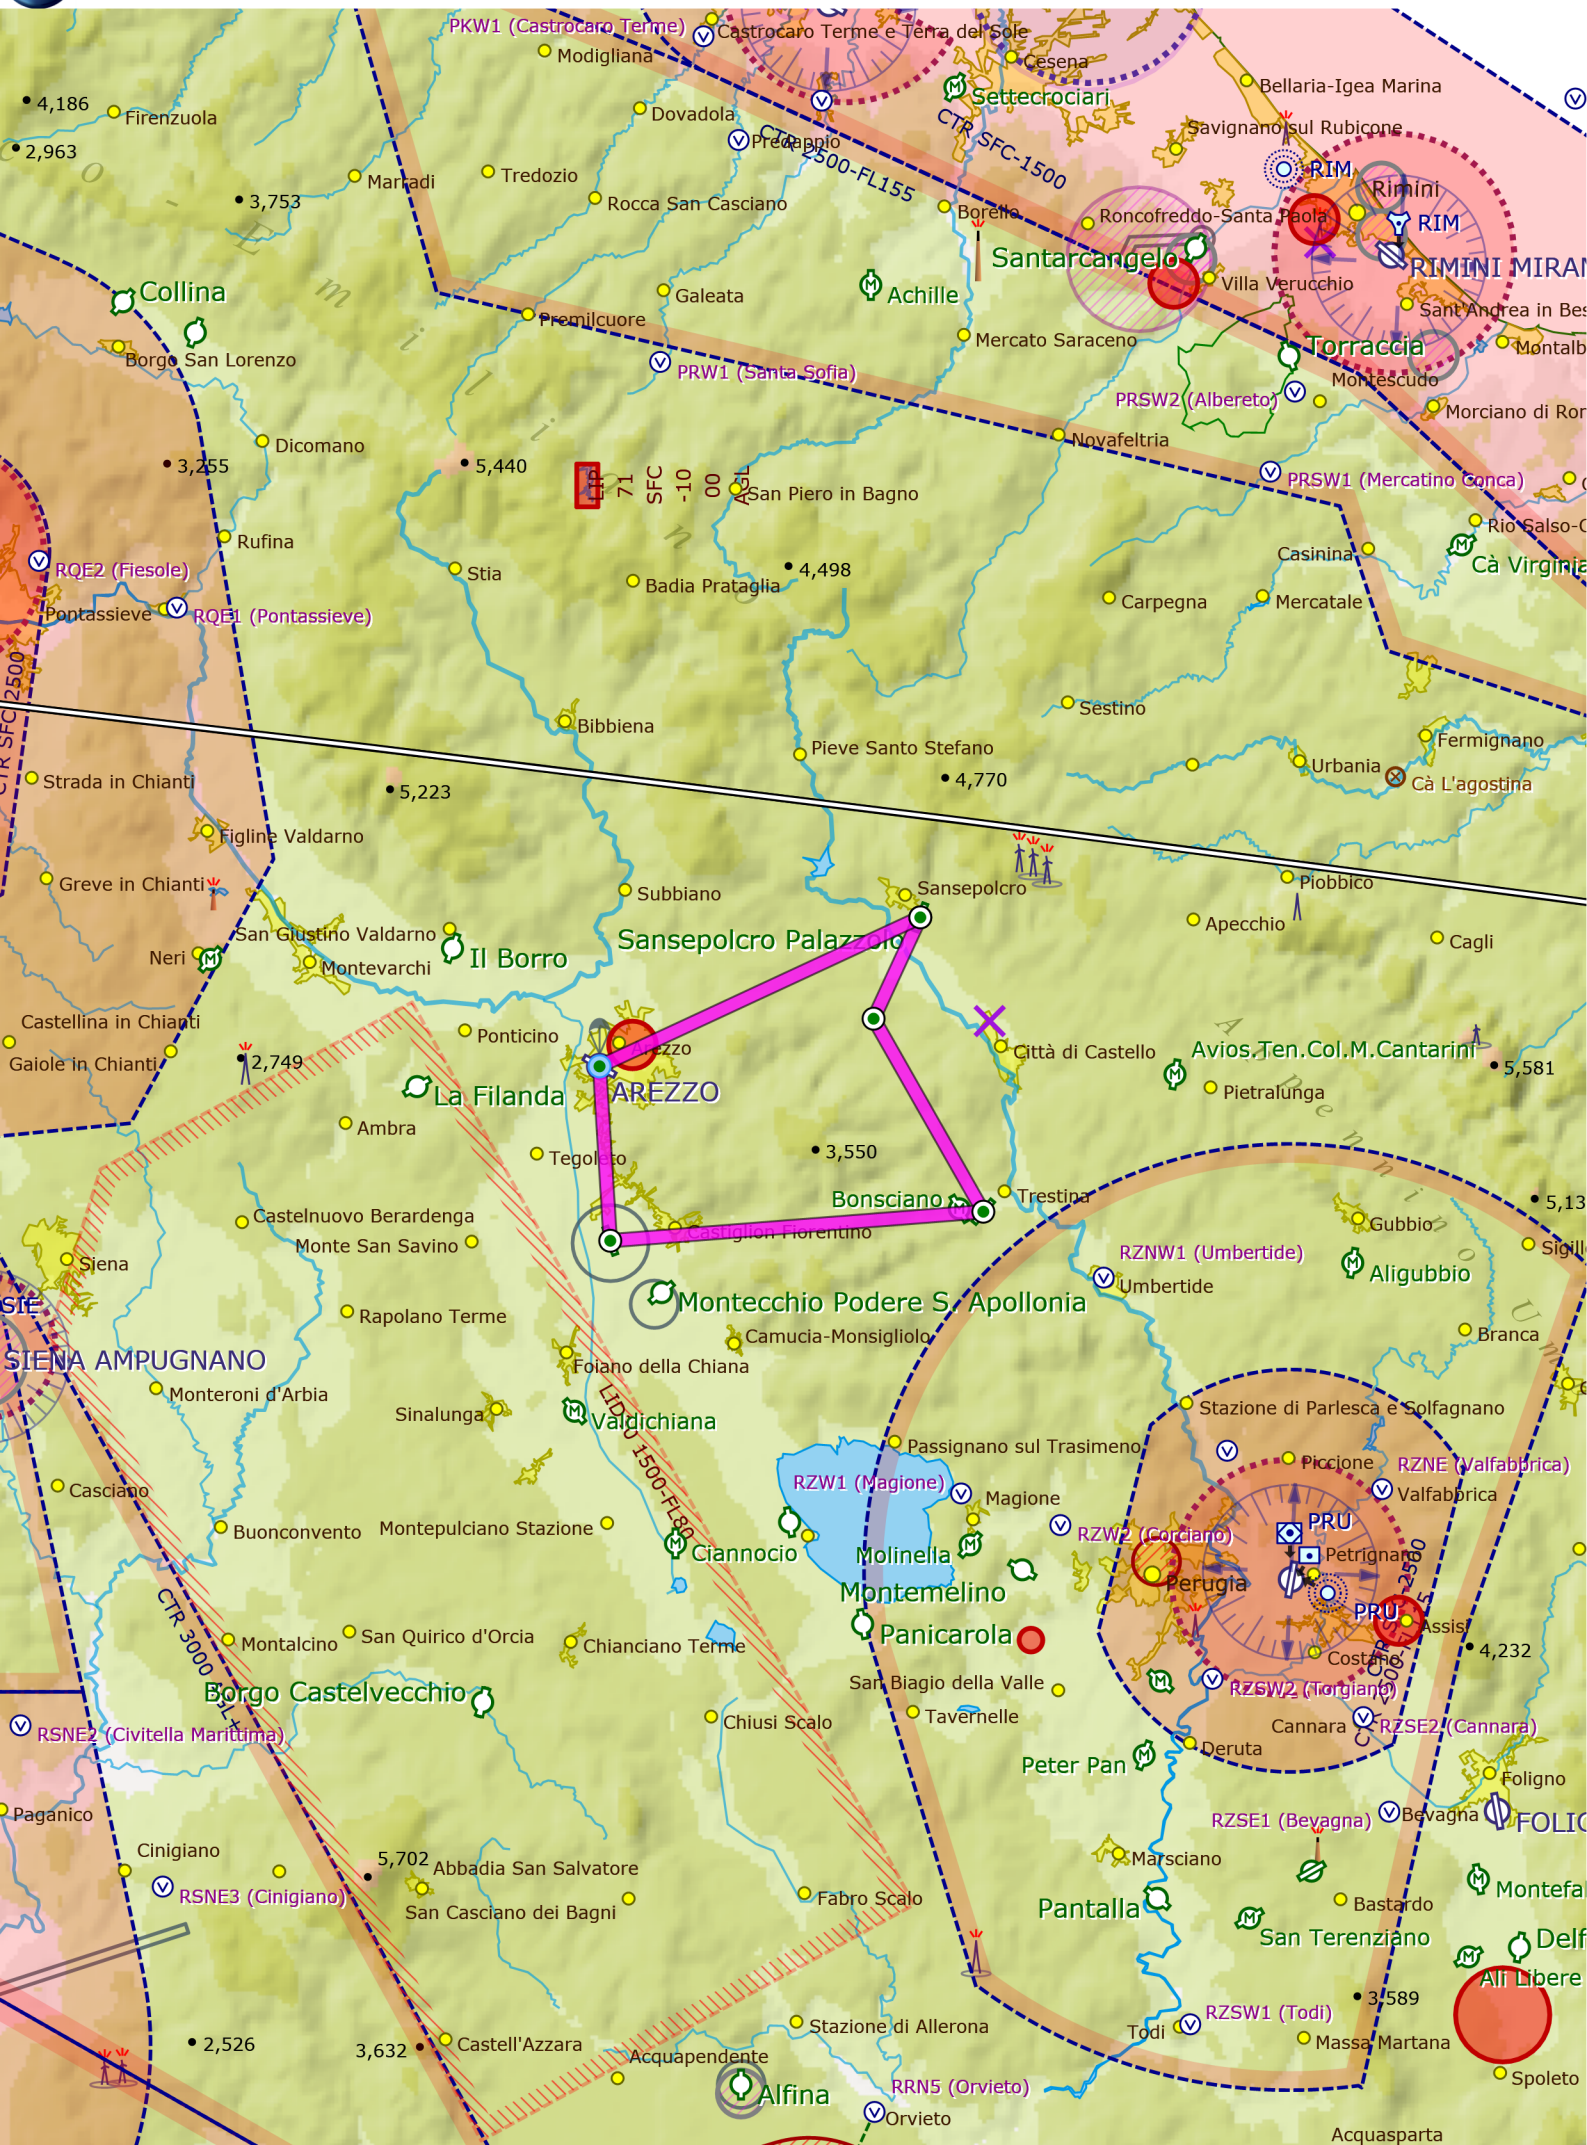 PKW1 (Castrocaro Terme)
Castrocaro Terme e Terra del Sole
Modigliana
Cesena
4,186
Firenzuola
Dovadola
Settecrociari
Bellaria-Igea Marina
2,963
Predappio
CTR 2500-FL155
CTR SFC-1500
Savignano sul Rubicone
RIM
Marradi
Tredozio
3,753
Rocca San Casciano
Borello
Roncofreddo-Santa Paola
Rimini
RIM
Santarcangelo
RIMINI MIRAN
Collina
Galeata
Achille
Villa Verucchio
Sant'Andrea in Bes
Premilcuore
Mercato Saraceno
Torraccia
Montalb
Borgo San Lorenzo
PRW1 (Santa Sofia)
Montescudo
PRSW2 (Albereto)
Morciano di Ror
Dicomano
Novafeltria
3,255
5,440
LIP
71
SFC
-10
00
AGL
San Piero in Bagno
PRSW1 (Mercatino Conca)
Rio Salso-C
Rufina
Casinina
Cà Virginia
RQE2 (Fiesole)
Stia
Badia Prataglia
4,498
Pontassieve
RQE1 (Pontassieve)
Carpegna
Mercatale
CTR SFC-2500
Sestino
Bibbiena
Pieve Santo Stefano
Fermignano
Strada in Chianti
5,223
4,770
Urbania
Cà L'agostina
Figline Valdarno
Greve in Chianti
Subbiano
Sansepolcro
Piobbico
San Giustino Valdarno
Sansepolcro Palazzolo
Apecchio
Cagli
Neri
Il Borro
Montevarchi
Castellina in Chianti
Ponticino
Arezzo
Città di Castello
Avios.Ten.Col.M.Cantarini
Gaiole in Chianti
2,749
5,581
La Filanda
AREZZO
Pietralunga
Ambra
3,550
Tegoleto
Bonsciano
Trestina
5,13
Castelnuovo Berardenga
Castiglion Fiorentino
Gubbio
Monte San Savino
Sigill
Siena
RZNW1 (Umbertide)
Umbertide
Aligubbio
SIE
Rapolano Terme
Montecchio Podere S. Apollonia
Camucia-Monsigliolo
Branca
SIENA AMPUGNANO
Foiano della Chiana
Monteroni d'Arbia
Sinalunga
Valdichiana
Stazione di Parlesca e Solfagnano
LID70 1500-FL80
Passignano sul Trasimeno
Piccione
RZNE (Valfabbrica)
Casciano
RZW1 (Magione)
Magione
Valfabbrica
Buonconvento
Montepulciano Stazione
RZW2 (Corciano)
PRU
Ciannocio
Molinella
Petrignano
Montemelino
Perugia
PRU
CTR 3000 AGL+
Panicarola
Assisi
Montalcino
San Quirico d'Orcia
Chianciano Terme
Costano
4,232
Borgo Castelvecchio
San Biagio della Valle
RZSW2 (Torgiano)
RSNE2 (Civitella Marittima)
Chiusi Scalo
Tavernelle
Cannara
RZSE2 (Cannara)
Deruta
Peter Pan
Foligno
Paganico
RZSE1 (Bevagna)
Bevagna
FOLIG
Cinigiano
5,702
Abbadia San Salvatore
Marsciano
RSNE3 (Cinigiano)
San Casciano dei Bagni
Fabro Scalo
Pantalla
Bastardo
Montefal
San Terenziano
Delf
Ali Libere
3,589
2,526
3,632
Castell'Azzara
Stazione di Allerona
RZSW1 (Todi)
Todi
Massa Martana
Acquapendente
Alfina
RRN5 (Orvieto)
Orvieto
Spoleto
Acquasparta